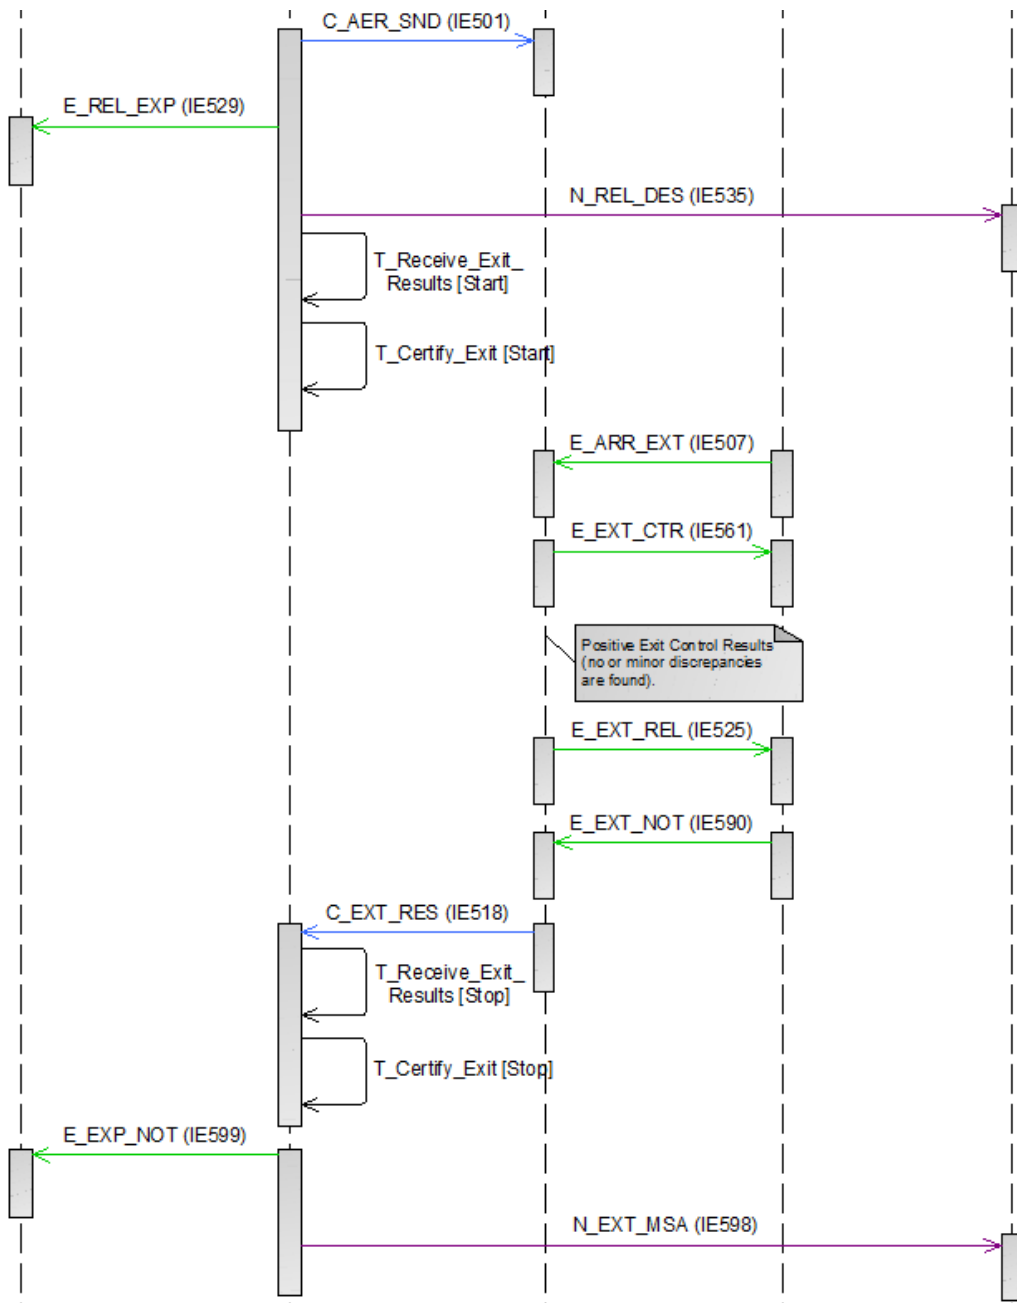 C_AER_SND (IE501)
E_REL_EXP (IE529)
N_REL_DES (IE535)
T_Receive_Exit_
Results [Start]
T_Certify_Exit [Start]
E_ARR_EXT (IE507)
E_EXT_CTR (IE561)
Positive Exit Control Results
(no or minor discrepancies
are found).
E_EXT_REL (IE525)
E_EXT_NOT (IE590)
C_EXT_RES (IE518)
T_Receive_Exit_
Results [Stop]
T_Certify_Exit [Stop]
E_EXP_NOT (IE599)
N_EXT_MSA (IE598)